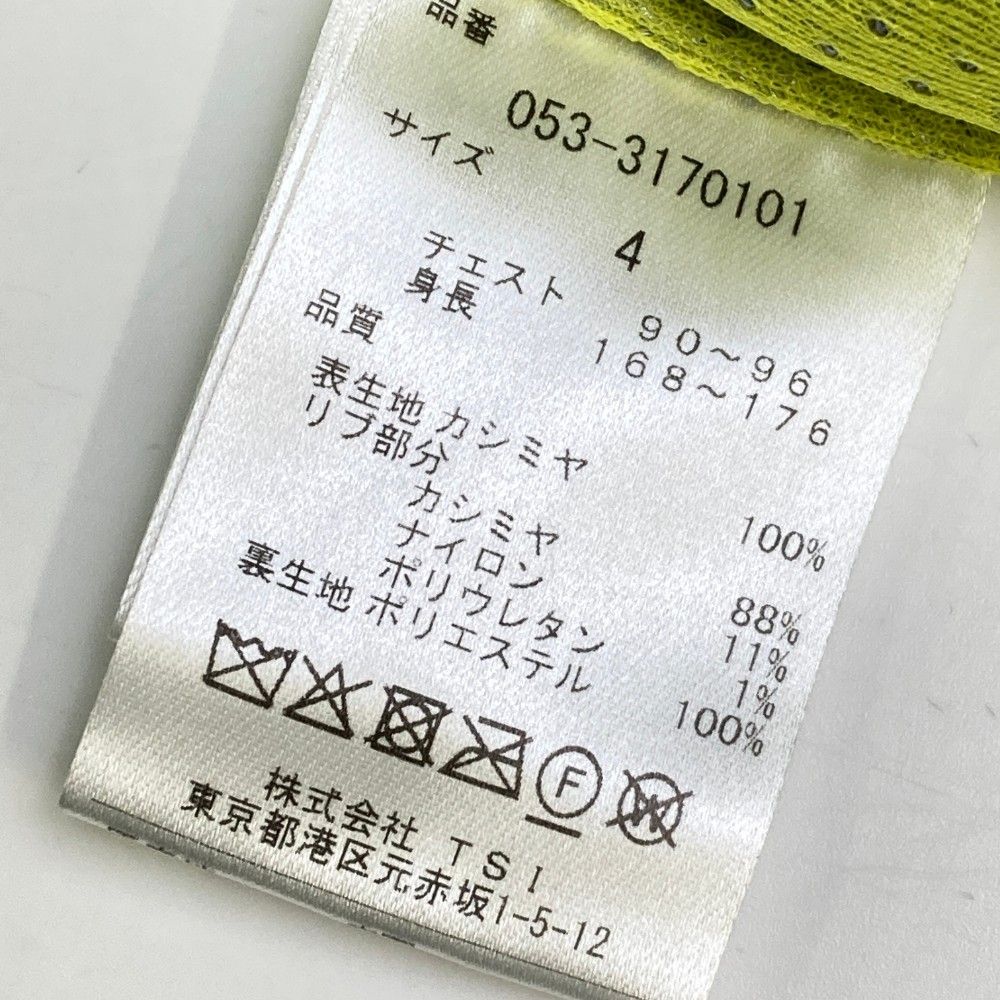 品番
053-3170101
サイズ
4
チェスト 90~96
身長 168~176
品質
表生地 カシミヤ 100%
リブ部分
カシミヤ 88%
ナイロン 11%
ポリウレタン 1%
裏生地 ポリエステル 100%
F
W
株式会社 TSI
東京都港区元赤坂1-5-12